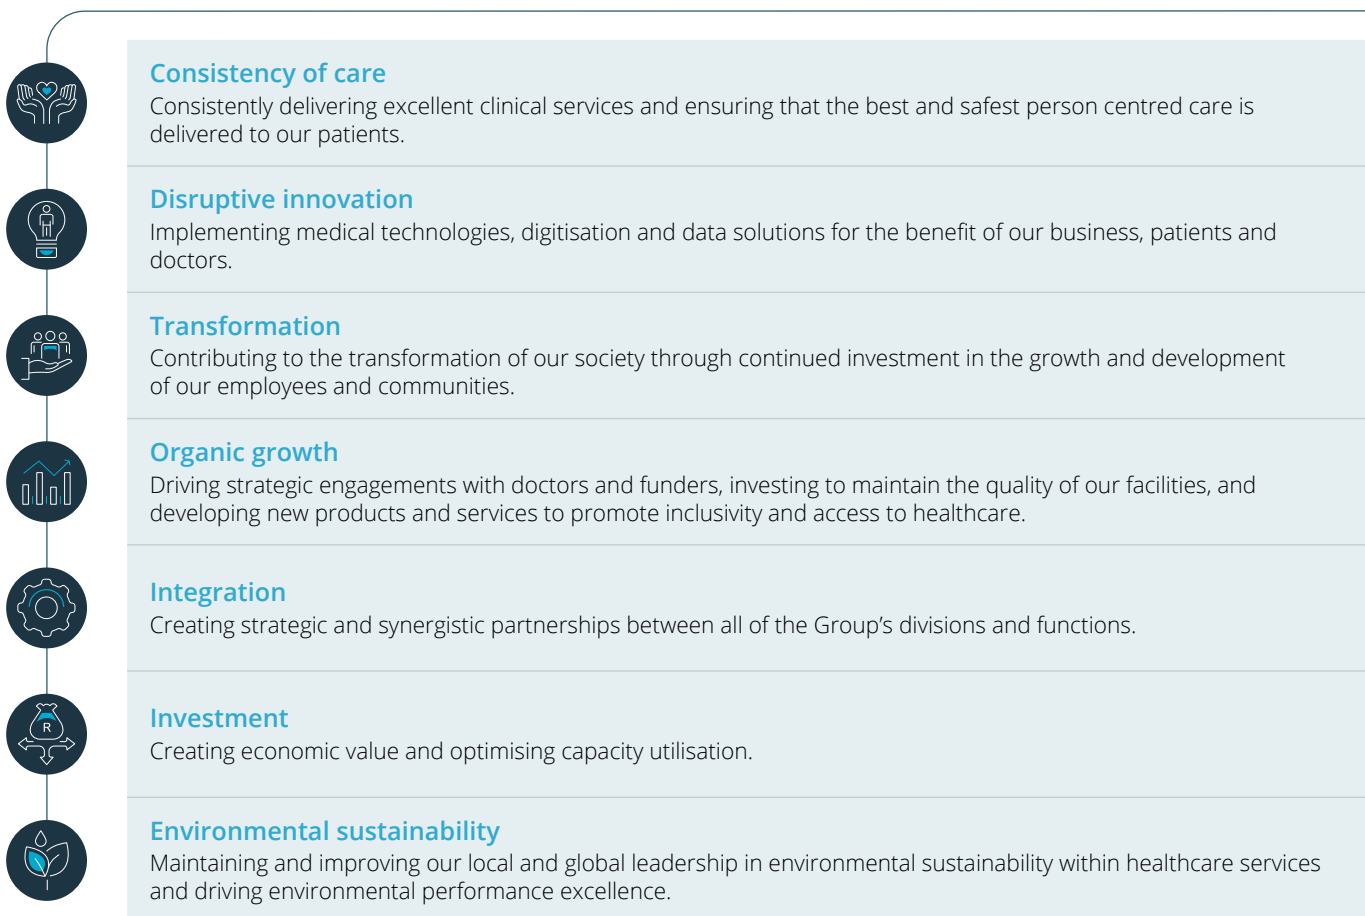 Consistency of care
Consistently delivering excellent clinical services and ensuring that the best and safest person centred care is
delivered to our patients.
Disruptive innovation
Implementing medical technologies, digitisation and data solutions for the benefit of our business, patients and
doctors.
Transformation
Contributing to the transformation of our society through continued investment in the growth and development
of our employees and communities.
Organic growth
Driving strategic engagements with doctors and funders, investing to maintain the quality of our facilities, and
developing new products and services to promote inclusivity and access to healthcare.
Integration
Creating strategic and synergistic partnerships between all of the Group’s divisions and functions.
R
Investment
Creating economic value and optimising capacity utilisation.
Environmental sustainability
Maintaining and improving our local and global leadership in environmental sustainability within healthcare services
and driving environmental performance excellence.